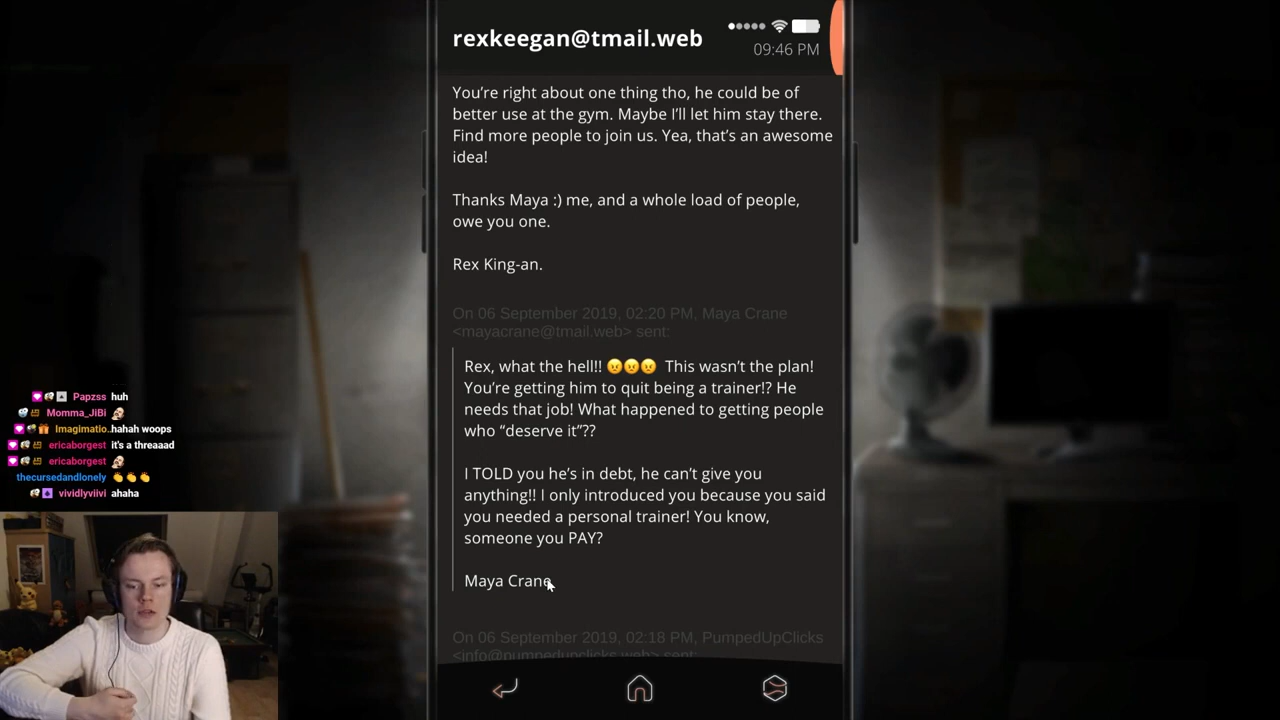 rexkeegan@tmail.web
09:46 PM
You're right about one thing tho, he could be of
better use at the gym. Maybe I'll let him stay there.
Find more people to join us. Yea, that's an awesome
idea!
Thanks Maya :) me, and a whole load of people,
owe you one.
Rex King-an.
On 06 September 2019, 02:20 PM, Maya Crane
<mayacrane@tmail.web> sent:
Rex, what the hell!! 😠😠😠 This wasn't the plan!
You're getting him to quit being a trainer!? He
needs that job! What happened to getting people
who “deserve it”??
I TOLD you he's in debt, he can't give you
anything!! I only introduced you because you said
you needed a personal trainer! You know,
someone you PAY?
Maya Crane
On 06 September 2019, 02:18 PM, PumpedUpClicks
<info@pumpedupclicks.web> sent:
Papzss huh
Momma_JiBi
Imagimatio..hahah woops
ericaborgest it's a threaaad
ericaborgest
thecursedandlonely 👏👏👏
vividlyviivi ahaha